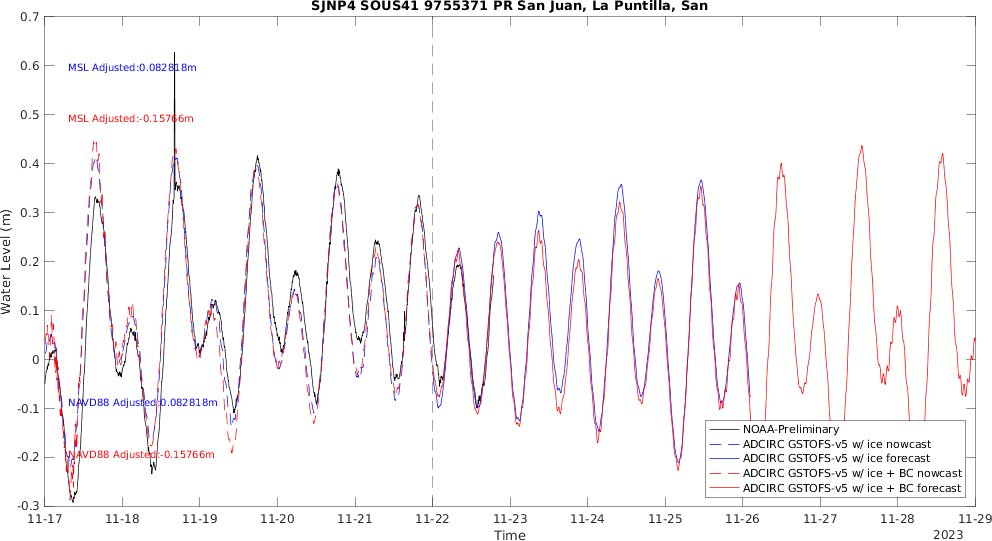 SJNP4 SOUS41 9755371 PR San Juan, La Puntilla, San
Water Level (m)
0.7
0.6
0.5
0.4
0.3
0.2
0.1
0
-0.1
-0.2
-0.3
MSL Adjusted:0.082818m
MSL Adjusted:-0.15766m
NAVD88 Adjusted:0.082818m
NAVD88 Adjusted:-0.15766m
NOAA-Preliminary
ADCIRC GSTOFS-v5 w/ ice nowcast
ADCIRC GSTOFS-v5 w/ ice forecast
ADCIRC GSTOFS-v5 w/ ice + BC nowcast
ADCIRC GSTOFS-v5 w/ ice + BC forecast
11-17 11-18 11-19 11-20 11-21 11-22 11-23 11-24 11-25 11-26 11-27 11-28 11-29
Time
2023